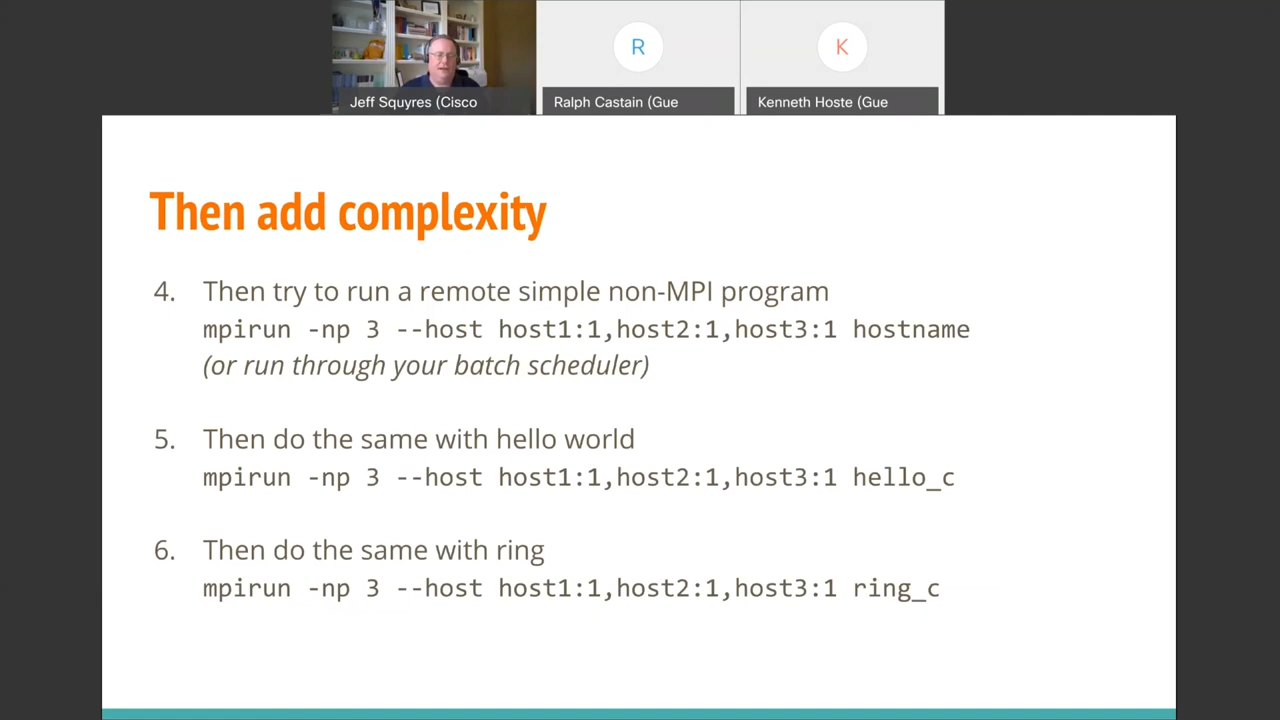 R
K
Jeff Squyres (Cisco
Ralph Castain (Gue
Kenneth Hoste (Gue
Then add complexity
4. Then try to run a remote simple non-MPI program
mpirun -np 3 --host host1:1,host2:1,host3:1 hostname
(or run through your batch scheduler)
5. Then do the same with hello world
mpirun -np 3 --host host1:1,host2:1,host3:1 hello_c
6. Then do the same with ring
mpirun -np 3 --host host1:1,host2:1,host3:1 ring_c